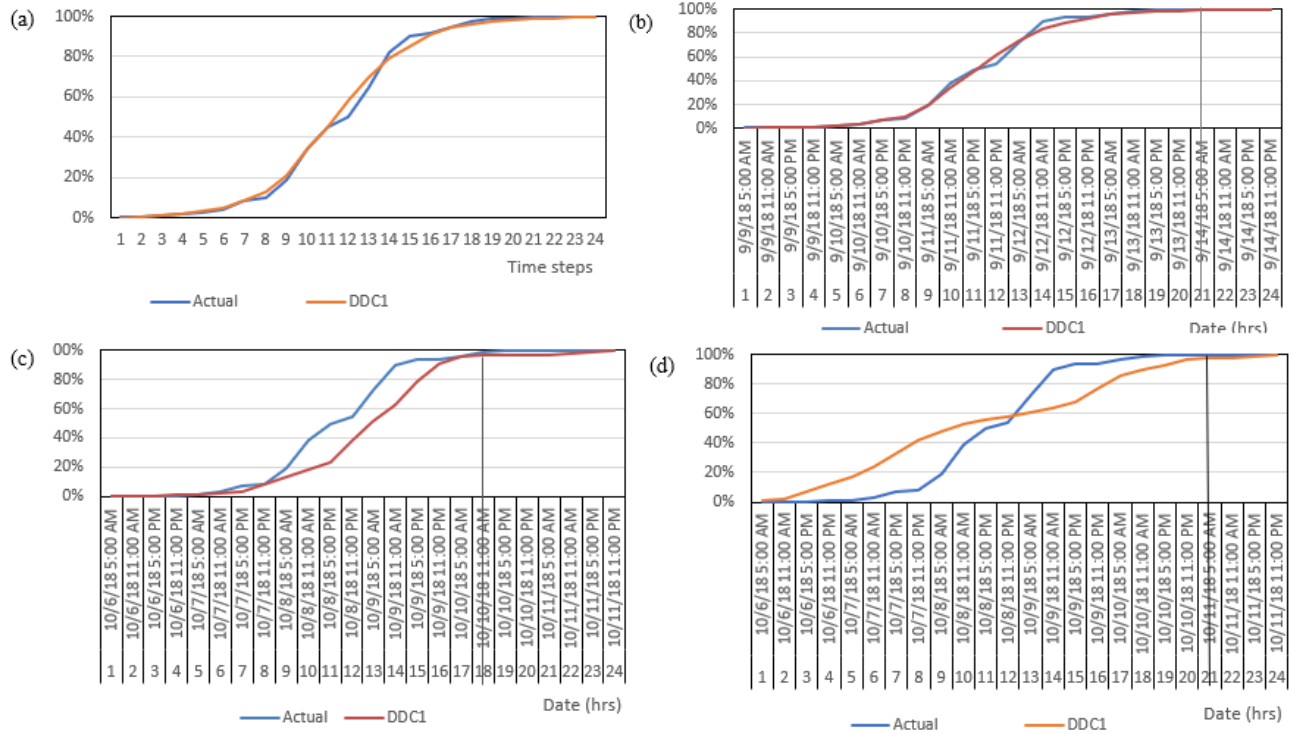 (a)
100%
80%
60%
40%
20%
0%
1 2 3 4 5 6 7 8 9 10 11 12 13 14 15 16 17 18 19 20 21 22 23 24
Time steps
Actual DDC1
(b)
100%
80%
60%
40%
20%
0%
9/9/18 5:00 AM
9/9/18 11:00 AM
9/9/18 5:00 PM
9/9/18 11:00 PM
9/10/18 5:00 AM
9/10/18 11:00 AM
9/10/18 5:00 PM
9/10/18 11:00 PM
9/11/18 5:00 AM
9/11/18 11:00 AM
9/11/18 5:00 PM
9/11/18 11:00 PM
9/12/18 5:00 AM
9/12/18 11:00 AM
9/12/18 5:00 PM
9/12/18 11:00 PM
9/13/18 5:00 AM
9/13/18 11:00 AM
9/13/18 5:00 PM
9/13/18 11:00 PM
9/14/18 5:00 AM
9/14/18 11:00 AM
9/14/18 5:00 PM
9/14/18 11:00 PM
1 2 3 4 5 6 7 8 9 10 11 12 13 14 15 16 17 18 19 20 21 22 23 24
Actual DDC1 Date (hrs)
(c)
00%
80%
60%
40%
20%
0%
10/6/18 5:00 AM
10/6/18 11:00 AM
10/6/18 5:00 PM
10/6/18 11:00 PM
10/7/18 5:00 AM
10/7/18 11:00 AM
10/7/18 5:00 PM
10/7/18 11:00 PM
10/8/18 5:00 AM
10/8/18 11:00 AM
10/8/18 5:00 PM
10/8/18 11:00 PM
10/9/18 5:00 AM
10/9/18 11:00 AM
10/9/18 5:00 PM
10/9/18 11:00 PM
10/10/18 5:00 AM
10/10/18 11:00 AM
10/10/18 5:00 PM
10/10/18 11:00 PM
10/11/18 5:00 AM
10/11/18 11:00 AM
10/11/18 5:00 PM
10/11/18 11:00 PM
1 2 3 4 5 6 7 8 9 10 11 12 13 14 15 16 17 18 19 20 21 22 23 24
Date (hrs)
Actual DDC1
(d)
100%
80%
60%
40%
20%
0%
10/6/18 5:00 AM
10/6/18 11:00 AM
10/6/18 5:00 PM
10/6/18 11:00 PM
10/7/18 5:00 AM
10/7/18 11:00 AM
10/7/18 5:00 PM
10/7/18 11:00 PM
10/8/18 5:00 AM
10/8/18 11:00 AM
10/8/18 5:00 PM
10/8/18 11:00 PM
10/9/18 5:00 AM
10/9/18 11:00 AM
10/9/18 5:00 PM
10/9/18 11:00 PM
10/10/18 5:00 AM
10/10/18 11:00 AM
10/10/18 5:00 PM
10/10/18 11:00 PM
10/11/18 5:00 AM
10/11/18 11:00 AM
10/11/18 5:00 PM
10/11/18 11:00 PM
1 2 3 4 5 6 7 8 9 10 11 12 13 14 15 16 17 18 19 20 21 22 23 24
Date (hrs)
Actual DDC1